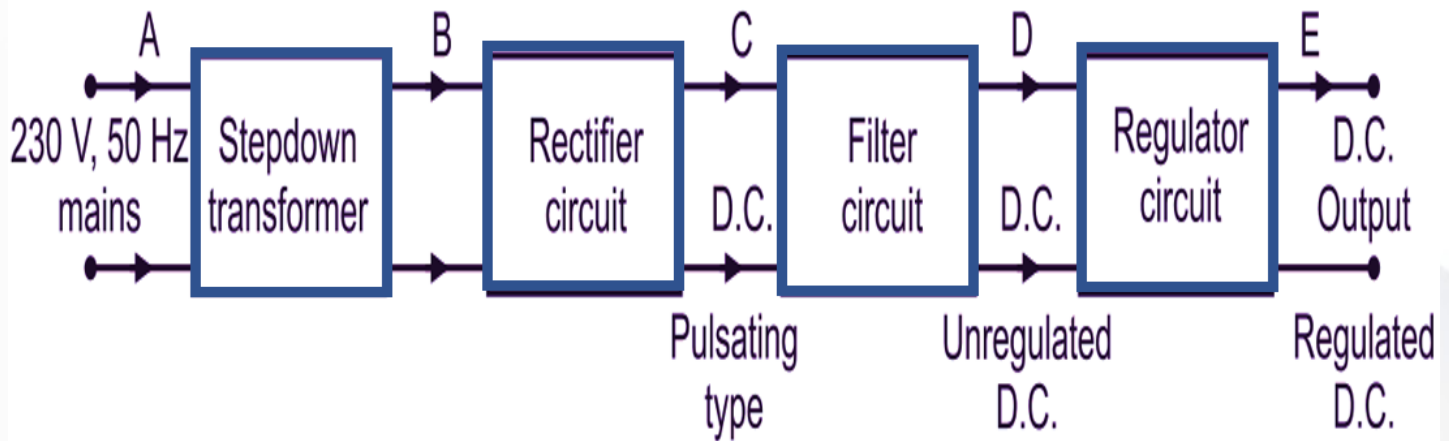 A
B
C
D
E
230 V, 50 Hz
mains
Stepdown
transformer
Rectifier
circuit
D.C.
Pulsating
type
Filter
circuit
D.C.
Unregulated
D.C.
Regulator
circuit
D.C.
Output
Regulated
D.C.